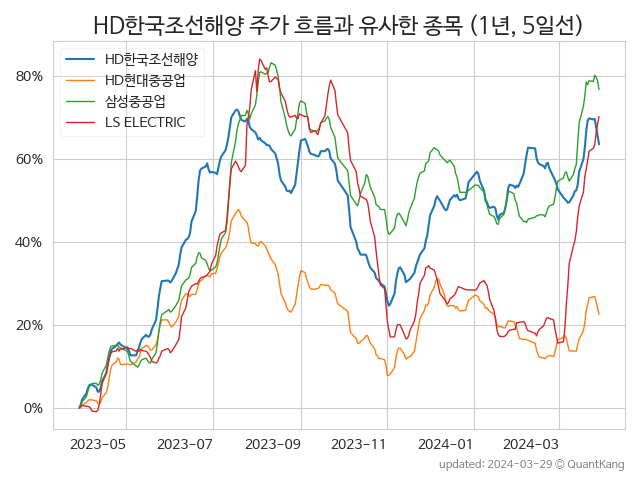 HD한국조선해양 주가 흐름과 유사한 종목 (1년, 5일선)
HD한국조선해양
HD현대중공업
삼성중공업
LS ELECTRIC
80%
60%
40%
20%
0%
2023-05 2023-07 2023-09 2023-11 2024-01 2024-03
updated: 2024-03-29 © QuantKang